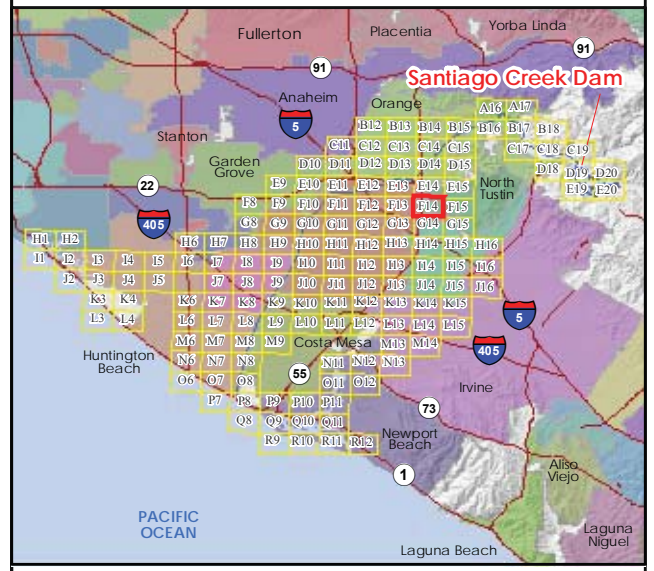 Fullerton
Placentia
Yorba Linda
91
91
Santiago Creek Dam
Anaheim
Orange
A16 A17
5
B12 B13 B14 B15 B16 B17 B18
Stanton
C11 C12 C13 C14 C15 C17 C18 C19
Garden
Grove
D10 D11 D12 D13 D14 D15 D18 D19 D20
22
E9 E10 E11 E12 E13 E14 E15 E19 E20
North
Tustin
F8 F9 F10 F11 F12 F13 F14 F15
405
G8 G9 G10 G11 G12 G13 G14 G15
H1 H2 H6 H7 H8 H9 H10 H11 H12 H13 H14 H15 H16
I1 I2 I3 I4 I5 I6 I7 I8 I9 I10 I11 I12 I13 I14 I15 I16
J2 J3 J4 J5 J7 J8 J9 J10 J11 J12 J13 J14 J15 J16
K3 K4 K6 K7 K8 K9 K10 K11 K12 K13 K14 K15
5
L3 L4 L6 L7 L8 L9 L10 L11 L12 L13 L14 L15
M6 M7 M8 M9 Costa Mesa M13 M14
405
Huntington
Beach
N6 N7 N8 N11 N12 N13
55
O6 O7 O8 O11 O12
Irvine
P7 P8 P9 P10 P11
73
Q8 Q9 Q10 Q11
Newport
Beach
R9 R10 R11 R12
1
Aliso
Viejo
PACIFIC
OCEAN
Laguna
Niguel
Laguna Beach